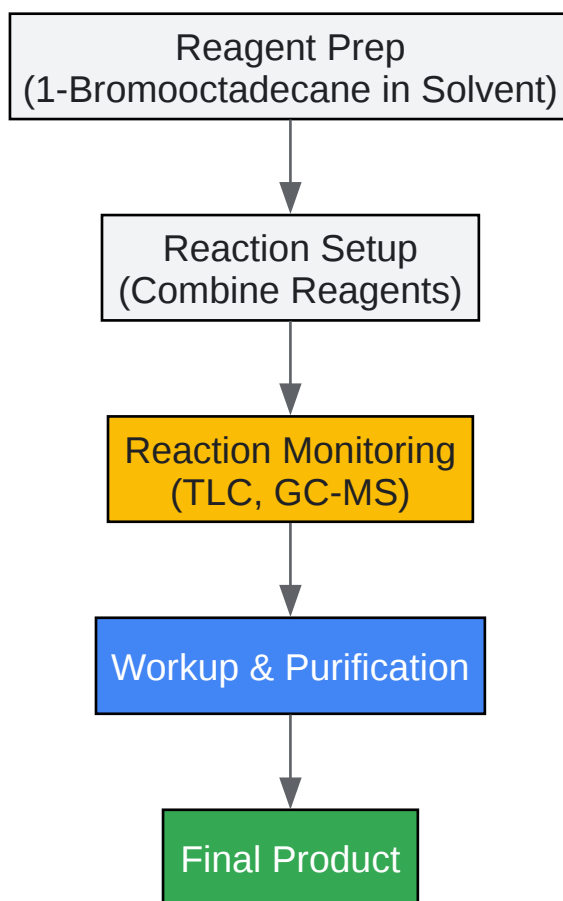 Reagent Prep
(1-Bromooctadecane in Solvent)
Reaction Setup
(Combine Reagents)
Reaction Monitoring
(TLC, GC-MS)
Workup & Purification
Final Product